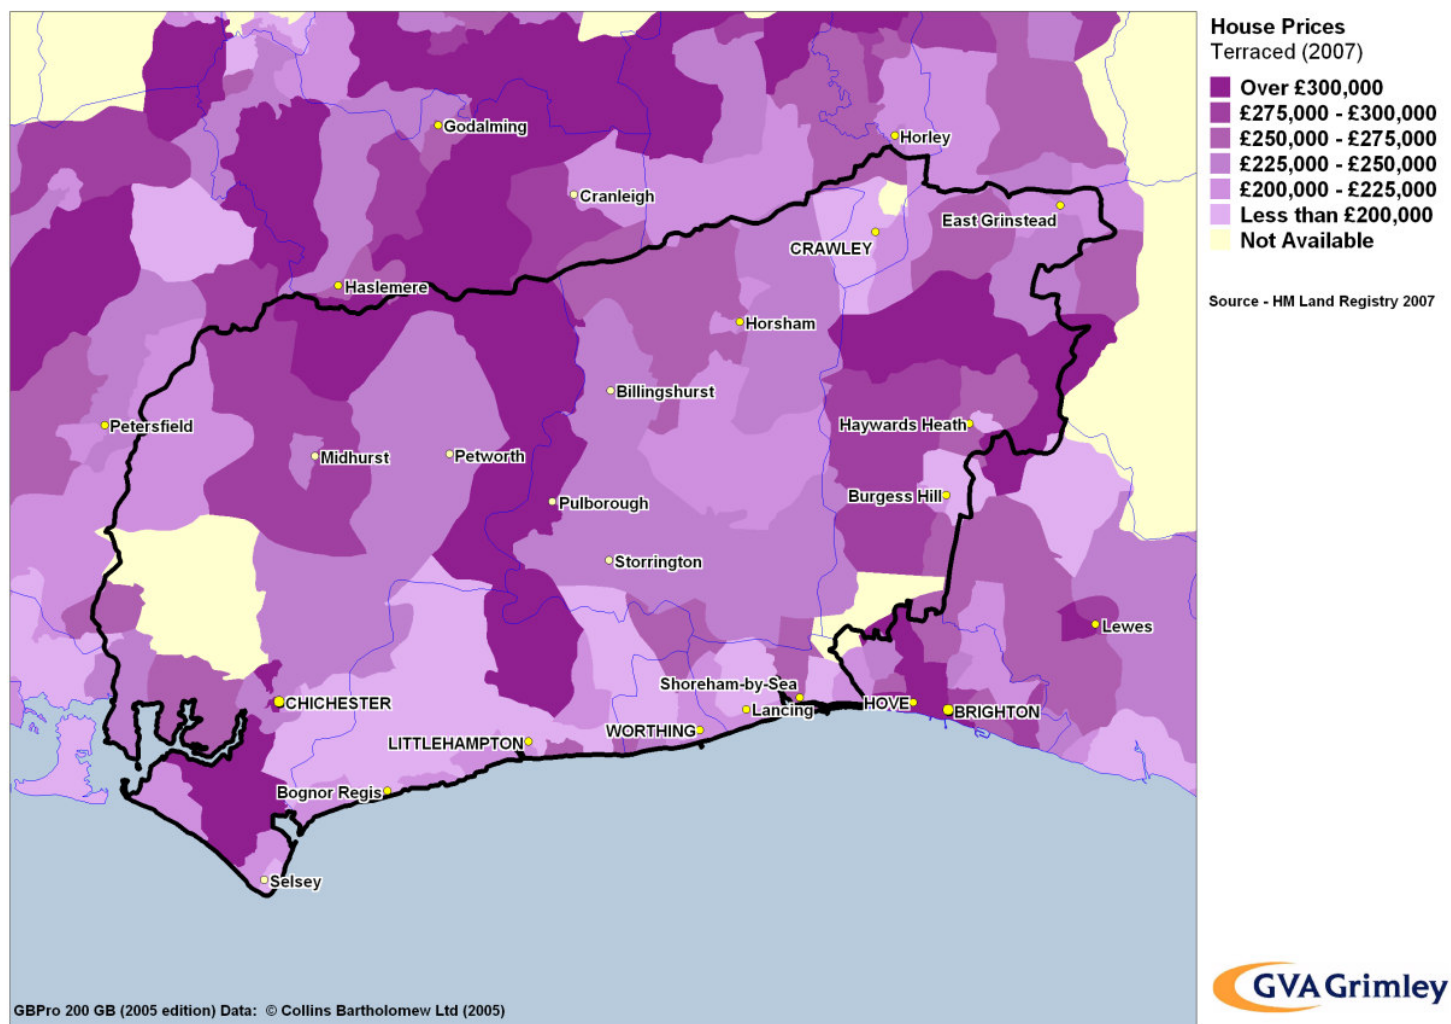 House Prices
Terraced (2007)
Over £300,000
£275,000 - £300,000
£250,000 - £275,000
£225,000 - £250,000
£200,000 - £225,000
Less than £200,000
Not Available
Source - HM Land Registry 2007
Godalming
Horley
Cranleigh
East Grinstead
CRAWLEY
Haslemere
Horsham
Billingshurst
Petersfield
Haywards Heath
Midhurst
Petworth
Pulborough
Burgess Hill
Storrington
Lewes
Shoreham-by-Sea
CHICHESTER
Lancing
HOVE
BRIGHTON
WORTHING
LITTLEHAMPTON
Bognor Regis
Selsey
GVA Grimley
GBPro 200 GB (2005 edition) Data: © Collins Bartholomew Ltd (2005)